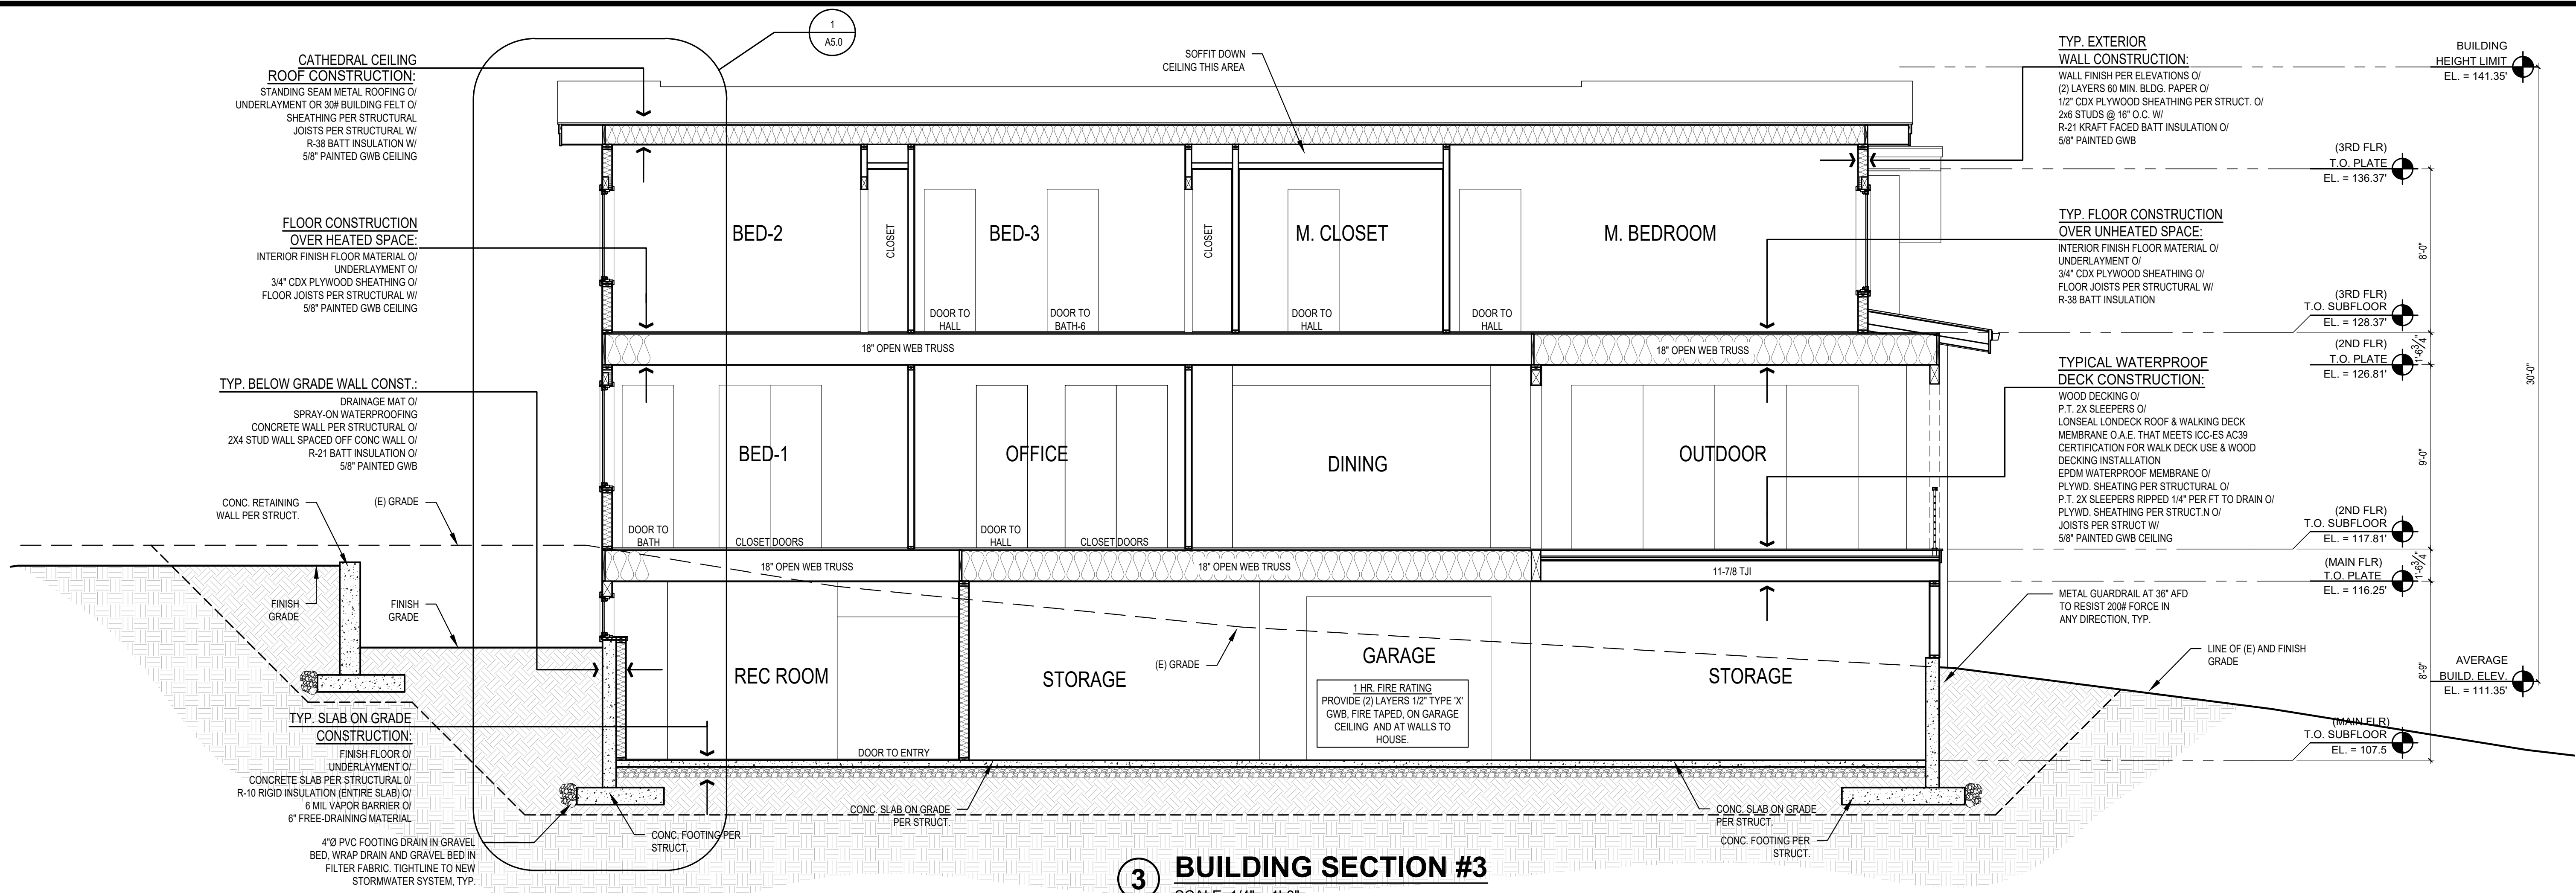 1
A5.0
CATHEDRAL CEILING
ROOF CONSTRUCTION:
STANDING SEAM METAL ROOFING O/
UNDERLAYMENT OR 30# BUILDING FELT O/
SHEATHING PER STRUCTURAL
JOISTS PER STRUCTURAL W/
R-38 BATT INSULATION W/
5/8" PAINTED GWB CEILING
FLOOR CONSTRUCTION
OVER HEATED SPACE:
INTERIOR FINISH FLOOR MATERIAL O/
UNDERLAYMENT O/
3/4" CDX PLYWOOD SHEATHING O/
FLOOR JOISTS PER STRUCTURAL W/
5/8" PAINTED GWB CEILING
TYP. BELOW GRADE WALL CONST.:
DRAINAGE MAT O/
SPRAY-ON WATERPROOFING
CONCRETE WALL PER STRUCTURAL O/
2X4 STUD WALL SPACED OFF CONC WALL O/
R-21 BATT INSULATION O/
5/8" PAINTED GWB
CONC. RETAINING
WALL PER STRUCT.
(E) GRADE
FINISH
GRADE
FINISH
GRADE
TYP. SLAB ON GRADE
CONSTRUCTION:
FINISH FLOOR O/
UNDERLAYMENT O/
CONCRETE SLAB PER STRUCTURAL 0/
R-10 RIGID INSULATION (ENTIRE SLAB) O/
6 MIL VAPOR BARRIER O/
6" FREE-DRAINING MATERIAL
4"Ø PVC FOOTING DRAIN IN GRAVEL
BED, WRAP DRAIN AND GRAVEL BED IN
FILTER FABRIC. TIGHTLINE TO NEW
STORMWATER SYSTEM, TYP.
CONC. FOOTING PER
STRUCT.
SOFFIT DOWN
CEILING THIS AREA
BED-2
CLOSET
BED-3
CLOSET
M. CLOSET
M. BEDROOM
DOOR TO
HALL
DOOR TO
BATH-6
DOOR TO
HALL
DOOR TO
HALL
18" OPEN WEB TRUSS
18" OPEN WEB TRUSS
BED-1
OFFICE
DINING
OUTDOOR
DOOR TO
BATH
CLOSET DOORS
DOOR TO
HALL
CLOSET DOORS
18" OPEN WEB TRUSS
18" OPEN WEB TRUSS
11-7/8 TJI
REC ROOM
STORAGE
(E) GRADE
GARAGE
STORAGE
1 HR. FIRE RATING
PROVIDE (2) LAYERS 1/2" TYPE 'X'
GWB, FIRE TAPED, ON GARAGE
CEILING AND AT WALLS TO
HOUSE.
DOOR TO ENTRY
CONC. SLAB ON GRADE
PER STRUCT.
CONC. SLAB ON GRADE
PER STRUCT.
CONC. FOOTING PER
STRUCT.
TYP. EXTERIOR
WALL CONSTRUCTION:
WALL FINISH PER ELEVATIONS O/
(2) LAYERS 60 MIN. BLDG. PAPER O/
1/2" CDX PLYWOOD SHEATHING PER STRUCT. O/
2x6 STUDS @ 16" O.C. W/
R-21 KRAFT FACED BATT INSULATION O/
5/8" PAINTED GWB
TYP. FLOOR CONSTRUCTION
OVER UNHEATED SPACE:
INTERIOR FINISH FLOOR MATERIAL O/
UNDERLAYMENT O/
3/4" CDX PLYWOOD SHEATHING O/
FLOOR JOISTS PER STRUCTURAL W/
R-38 BATT INSULATION
TYPICAL WATERPROOF
DECK CONSTRUCTION:
WOOD DECKING O/
P.T. 2X SLEEPERS O/
LONSEAL LONDECK ROOF & WALKING DECK
MEMBRANE O.A.E. THAT MEETS ICC-ES AC39
CERTIFICATION FOR WALK DECK USE & WOOD
DECKING INSTALLATION
EPDM WATERPROOF MEMBRANE O/
PLYWD. SHEATING PER STRUCTURAL O/
P.T. 2X SLEEPERS RIPPED 1/4" PER FT TO DRAIN O/
PLYWD. SHEATHING PER STRUCT.N O/
JOISTS PER STRUCT W/
5/8" PAINTED GWB CEILING
METAL GUARDRAIL AT 36" AFD
TO RESIST 200# FORCE IN
ANY DIRECTION, TYP.
LINE OF (E) AND FINISH
GRADE
BUILDING
HEIGHT LIMIT
EL. = 141.35'
(3RD FLR)
T.O. PLATE
EL. = 136.37'
8'-0"
(3RD FLR)
T.O. SUBFLOOR
EL. = 128.37'
1'-6 3/4"
(2ND FLR)
T.O. PLATE
EL. = 126.81'
30'-0"
9'-0"
(2ND FLR)
T.O. SUBFLOOR
EL. = 117.81'
1'-6 3/4"
(MAIN FLR)
T.O. PLATE
EL. = 116.25'
8'-9"
AVERAGE
BUILD. ELEV.
EL. = 111.35'
(MAIN FLR)
T.O. SUBFLOOR
EL. = 107.5
3
BUILDING SECTION #3